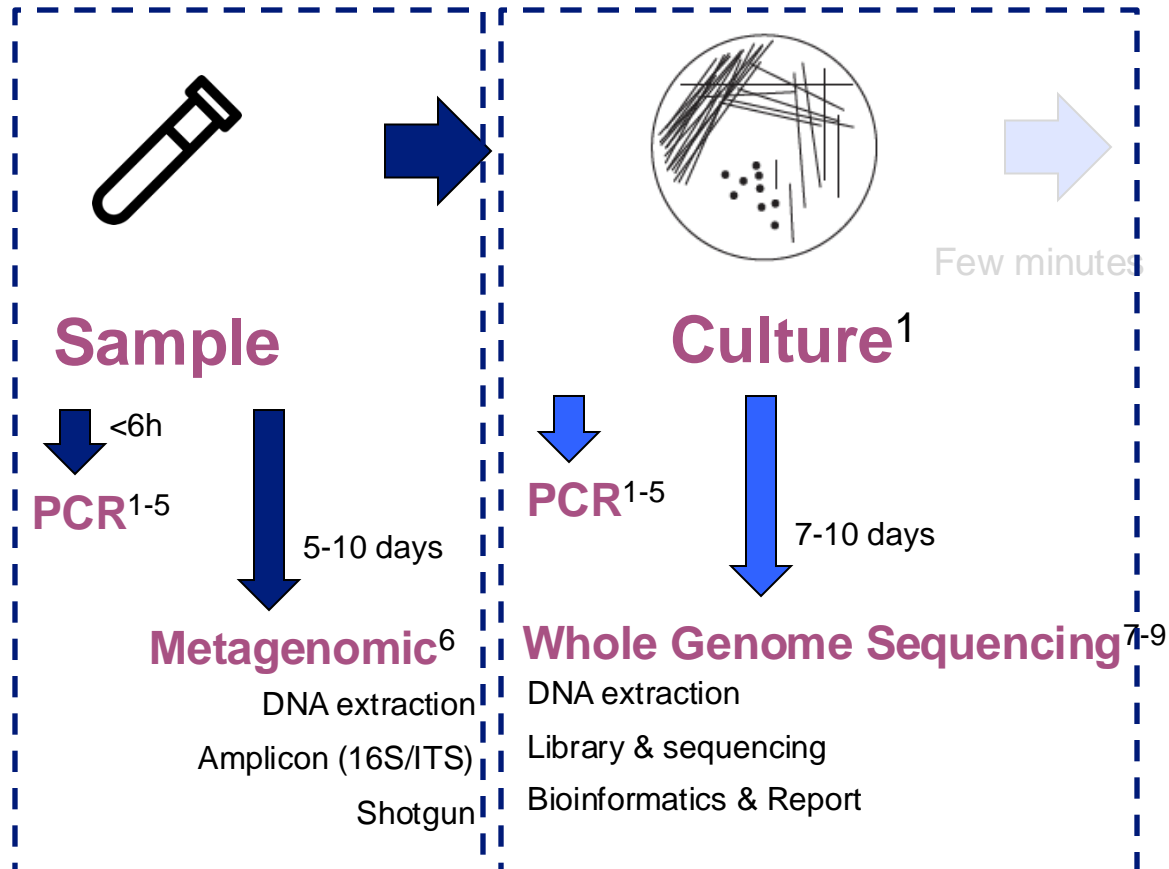 Few minutes
Sample
Culture1
<6h
PCR1-5
PCR1-5
5-10 days
7-10 days
Metagenomic6
Whole Genome Sequencing7-9
DNA extraction
Amplicon (16S/ITS)
Shotgun
DNA extraction
Library & sequencing
Bioinformatics & Report